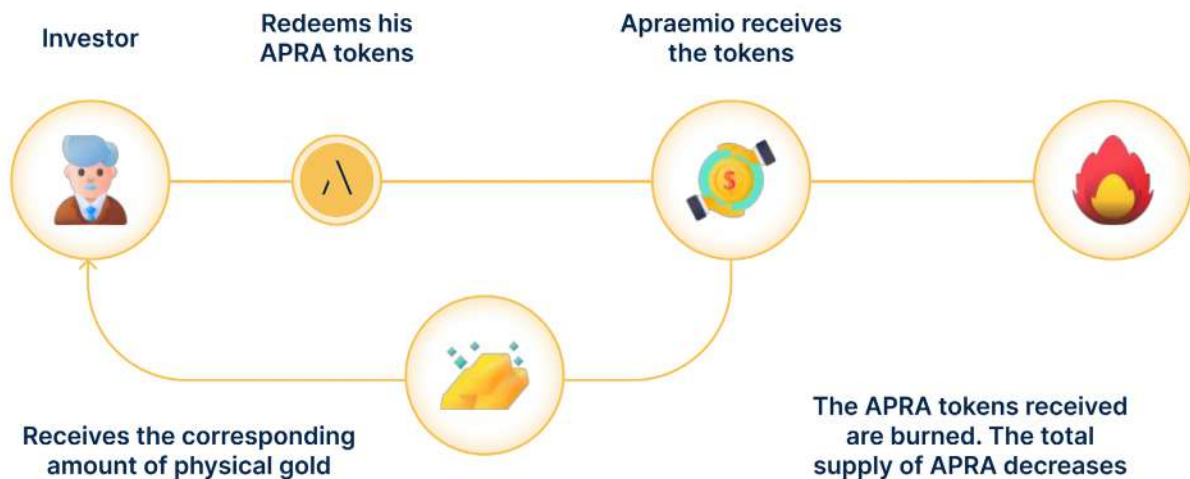 Investor
Redeems his
APRA tokens
Apraemio receives
the tokens
$
Receives the corresponding
amount of physical gold
The APRA tokens received
are burned. The total
supply of APRA decreases